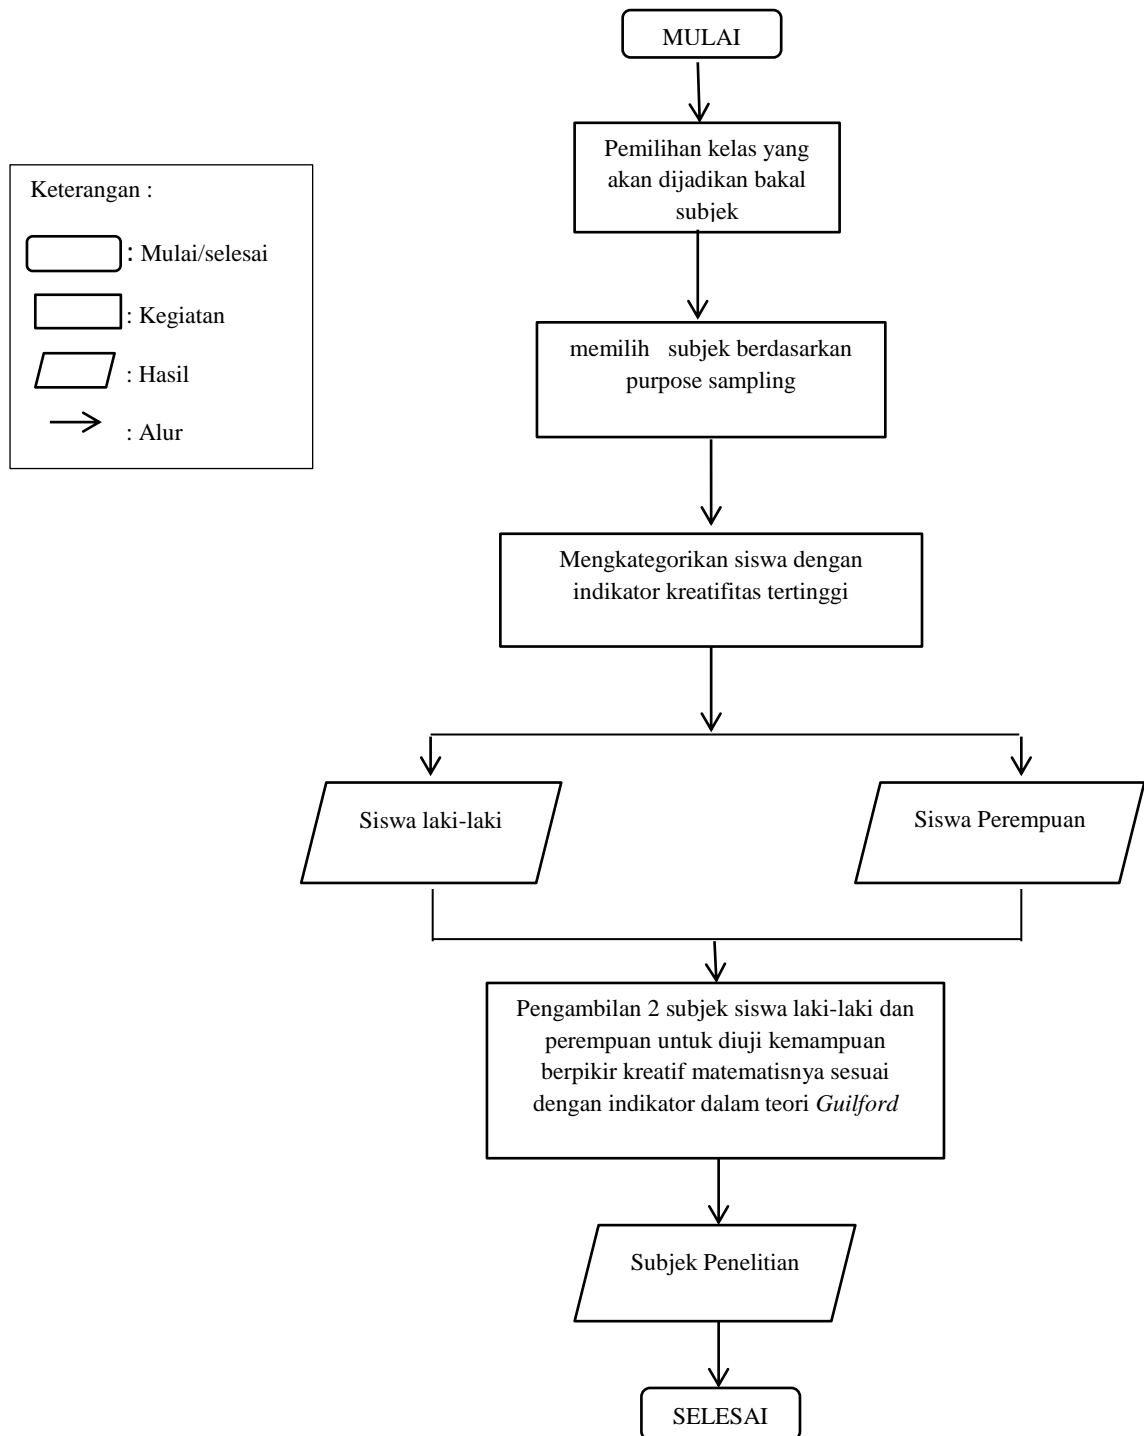 MULAI
Pemilihan kelas yang
akan dijadikan bakal
subjek
Keterangan :
: Mulai/selesai
: Kegiatan
: Hasil
: Alur
memilih subjek berdasarkan
purpose sampling
Mengkategorikan siswa dengan
indikator kreatifitas tertinggi
Siswa laki-laki
Siswa Perempuan
Pengambilan 2 subjek siswa laki-laki dan
perempuan untuk diuji kemampuan
berpikir kreatif matematisnya sesuai
dengan indikator dalam teori Guilford
Subjek Penelitian
SELESAI